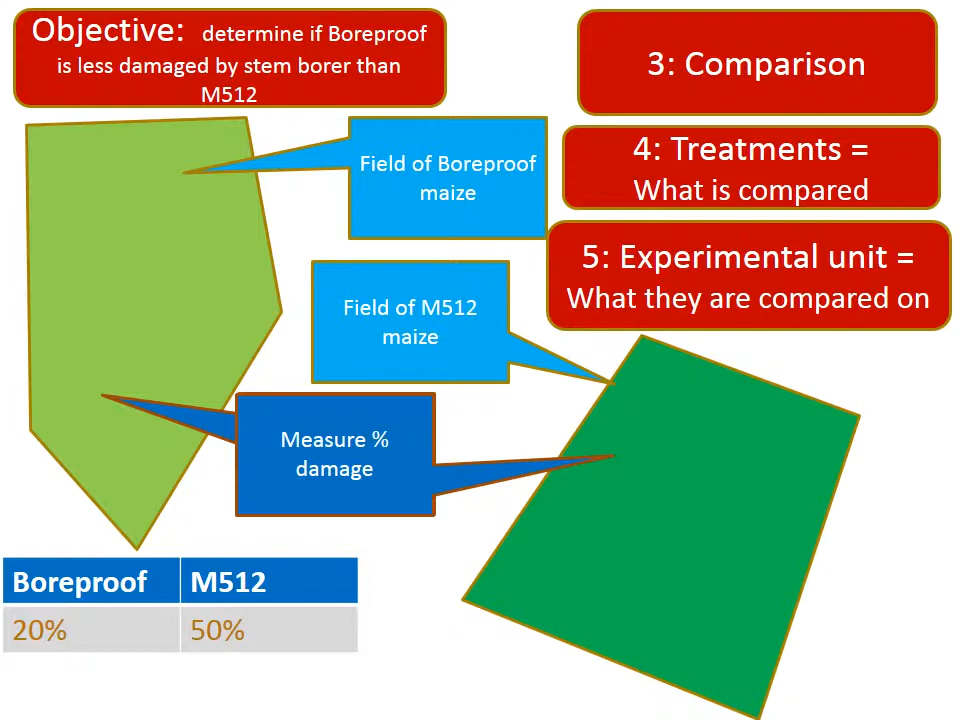 Objective: determine if Boreproof
is less damaged by stem borer than
M512
3: Comparison
4: Treatments =
What is compared
5: Experimental unit =
What they are compared on
Field of Boreproof
maize
Field of M512
maize
Measure %
damage
Boreproof M512
20% 50%